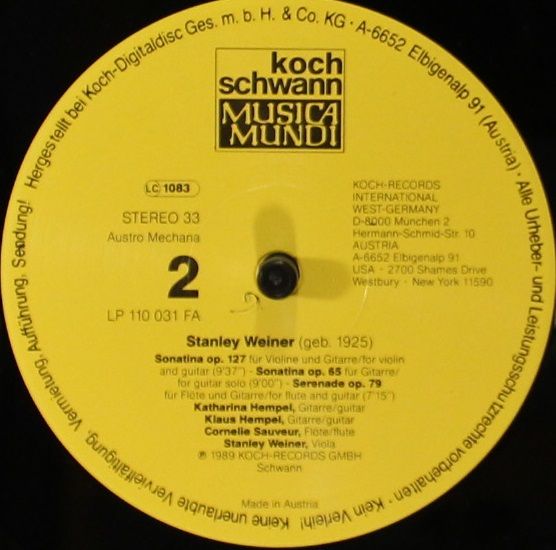 Hergestellt bei Koch-Digitaldisc Ges. m. b. H. & Co. KG · A-6652 Elbigenalp 91 (Austria) · Alle Urheber- und Leistungsschutzrechte vorbehalten · Kein Verleih! Keine unerlaubte Vervielfältigung, Vermietung, Aufführung, Sendung!
koch
schwann
MUSICA
MUNDI
LC 1083
STEREO 33
Austro Mechana
2
LP 110 031 FA
KOCH-RECORDS
INTERNATIONAL
WEST-GERMANY
D-8000 München 2
Hermann-Schmid-Str. 10
AUSTRIA
A-6652 Elbigenalp 91
USA - 2700 Shames Drive
Westbury - New York 11590
Stanley Weiner (geb. 1925)
Sonatina op. 127 für Violine und Gitarre/for violin
and guitar (9'37") - Sonatina op. 65 für Gitarre/
for guitar solo (9'00") - Serenade op. 79
für Flöte und Gitarre/for flute and guitar (7'15")
Katharina Hempel, Gitarre/guitar
Klaus Hempel, Gitarre/guitar
Cornelie Sauveur, Flöte/flute
Stanley Weiner, Viola
℗ 1989 KOCH-RECORDS GMBH
Schwann
Made in Austria